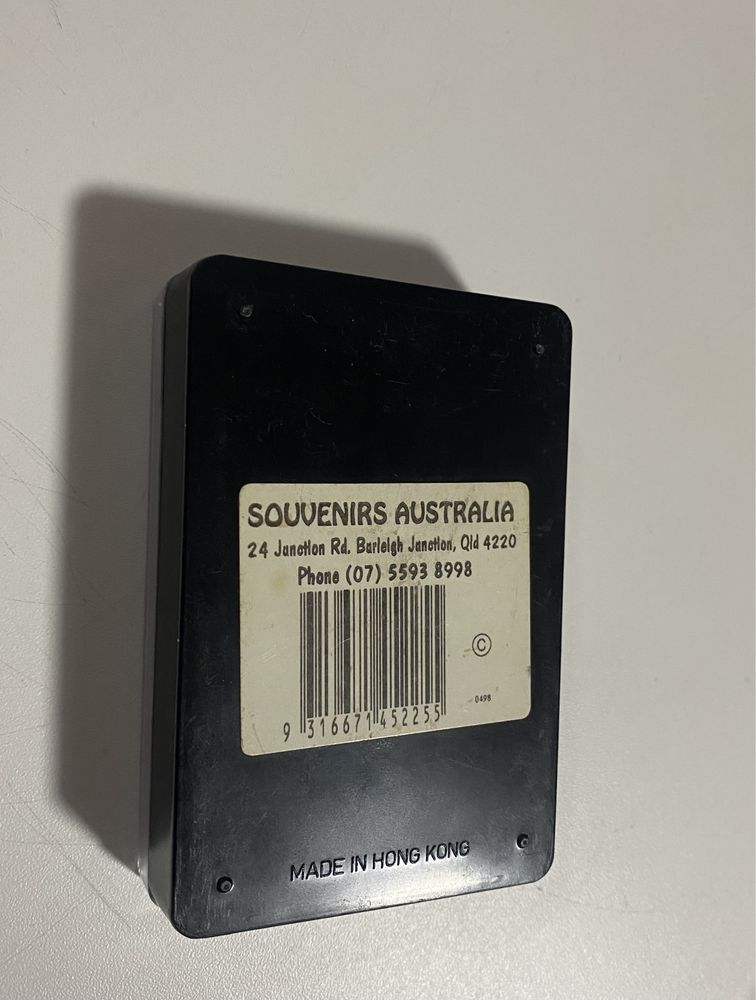 SOUVENIRS AUSTRALIA
24 Junction Rd. Burleigh Junction, Qld 4220
Phone (07) 5593 8998
©
0498
9 316671 452255
MADE IN HONG KONG